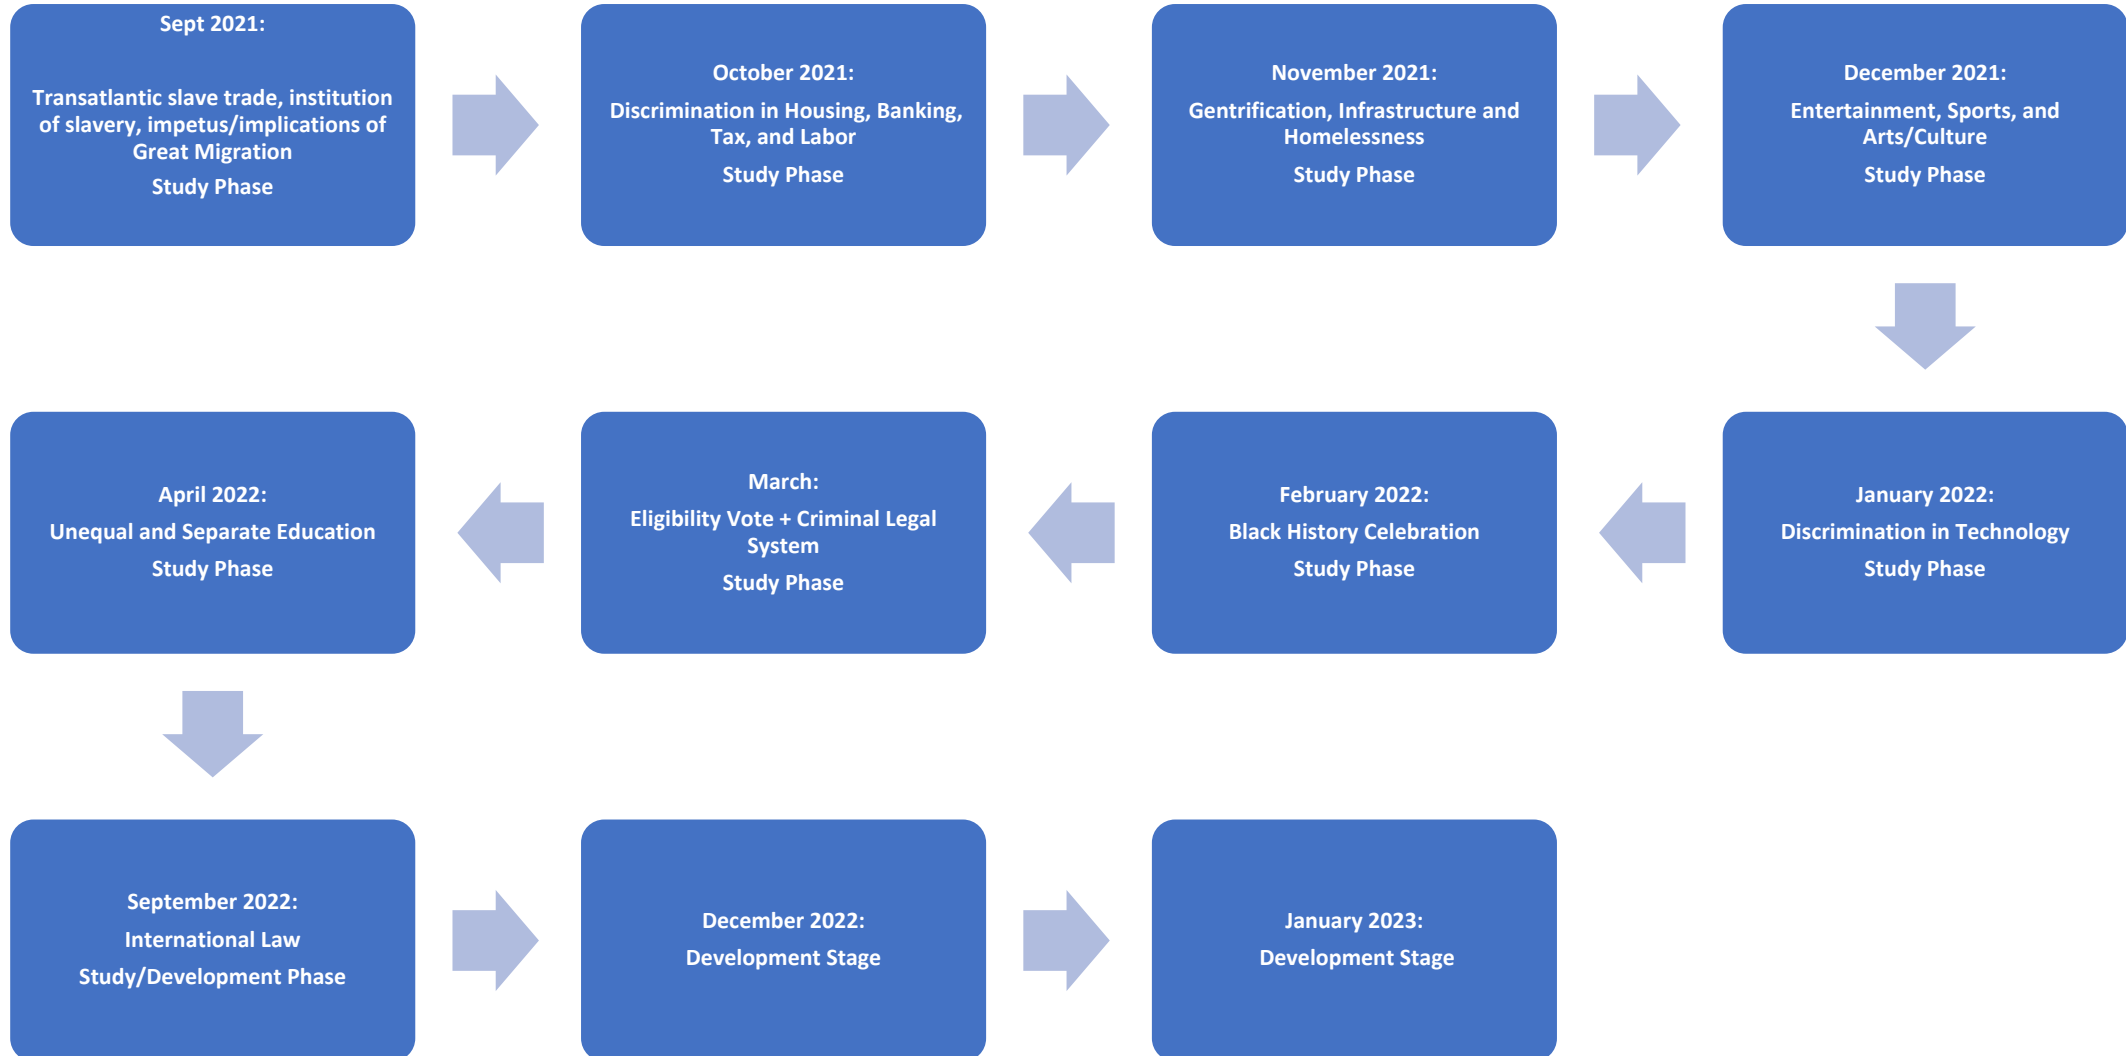 Sept 2021:
Transatlantic slave trade, institution
of slavery, impetus/implications of
Great Migration
Study Phase
October 2021:
Discrimination in Housing, Banking,
Tax, and Labor
Study Phase
November 2021:
Gentrification, Infrastructure and
Homelessness
Study Phase
December 2021:
Entertainment, Sports, and
Arts/Culture
Study Phase
January 2022:
Discrimination in Technology
Study Phase
February 2022:
Black History Celebration
Study Phase
March:
Eligibility Vote + Criminal Legal
System
Study Phase
April 2022:
Unequal and Separate Education
Study Phase
September 2022:
International Law
Study/Development Phase
December 2022:
Development Stage
January 2023:
Development Stage